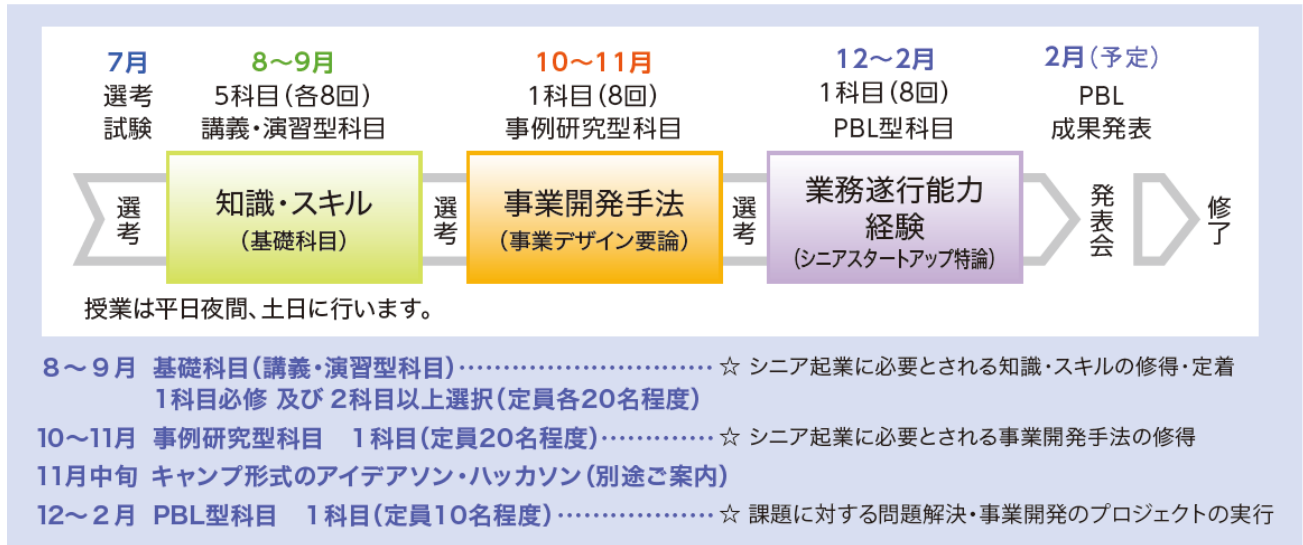 7月
選考
試験
8〜9月
5科目(各8回)
講義・演習型科目
10〜11月
1科目(8回)
事例研究型科目
12〜2月
1科目(8回)
PBL型科目
2月(予定)
PBL
成果発表
選考
知識・スキル
(基礎科目)
選考
事業開発手法
(事業デザイン要論)
選考
業務遂行能力
経験
(シニアスタートアップ特論)
発表会
修了
授業は平日夜間、土日に行います。
8〜9月 基礎科目(講義・演習型科目)…………………………☆ シニア起業に必要とされる知識・スキルの修得・定着
1科目必修 及び 2科目以上選択(定員各20名程度)
10〜11月 事例研究型科目 1科目(定員20名程度)…………☆ シニア起業に必要とされる事業開発手法の修得
11月中旬 キャンプ形式のアイデアソン・ハッカソン(別途ご案内)
12〜2月 PBL型科目 1科目(定員10名程度)………………☆ 課題に対する問題解決・事業開発のプロジェクトの実行